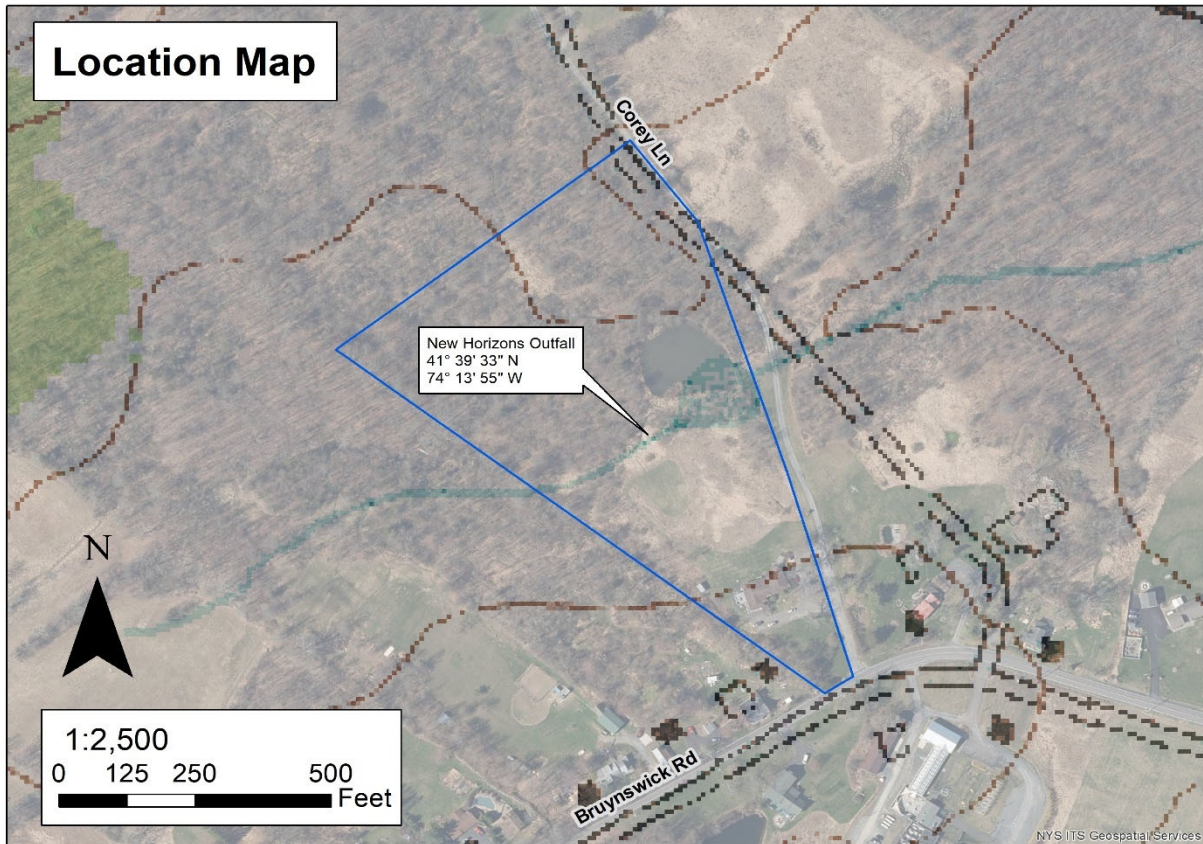 Location Map
Corey Ln
New Horizons Outfall
41° 39' 33" N
74° 13' 55" W
N
1:2,500
0 125 250 500
Feet
Bruynswick Rd
NYS ITS Geospatial Services